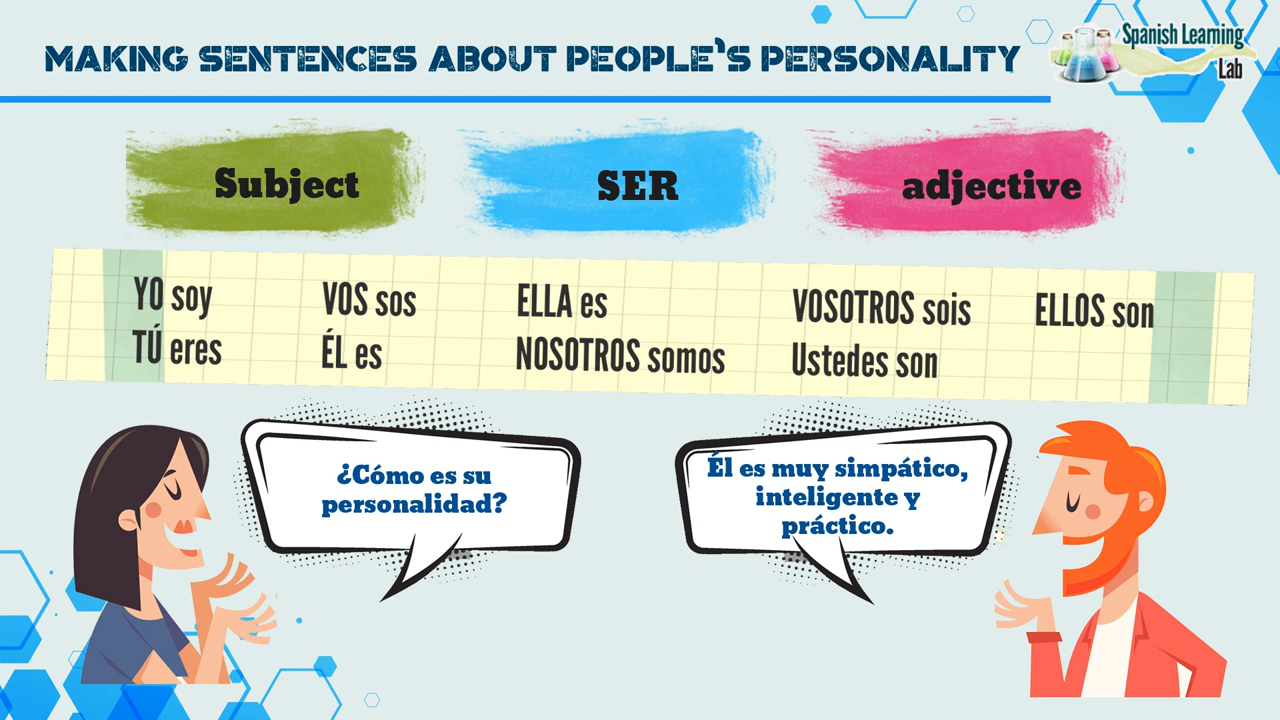 MAKING SENTENCES ABOUT PEOPLE'S PERSONALITY
Spanish Learning
Lab
Subject
SER
adjective
YO soy
TÚ eres
VOS sos
ÉL es
ELLA es
NOSOTROS somos
VOSOTROS sois
Ustedes son
ELLOS son
¿Cómo es su
personalidad?
Él es muy simpático,
inteligente y
práctico.